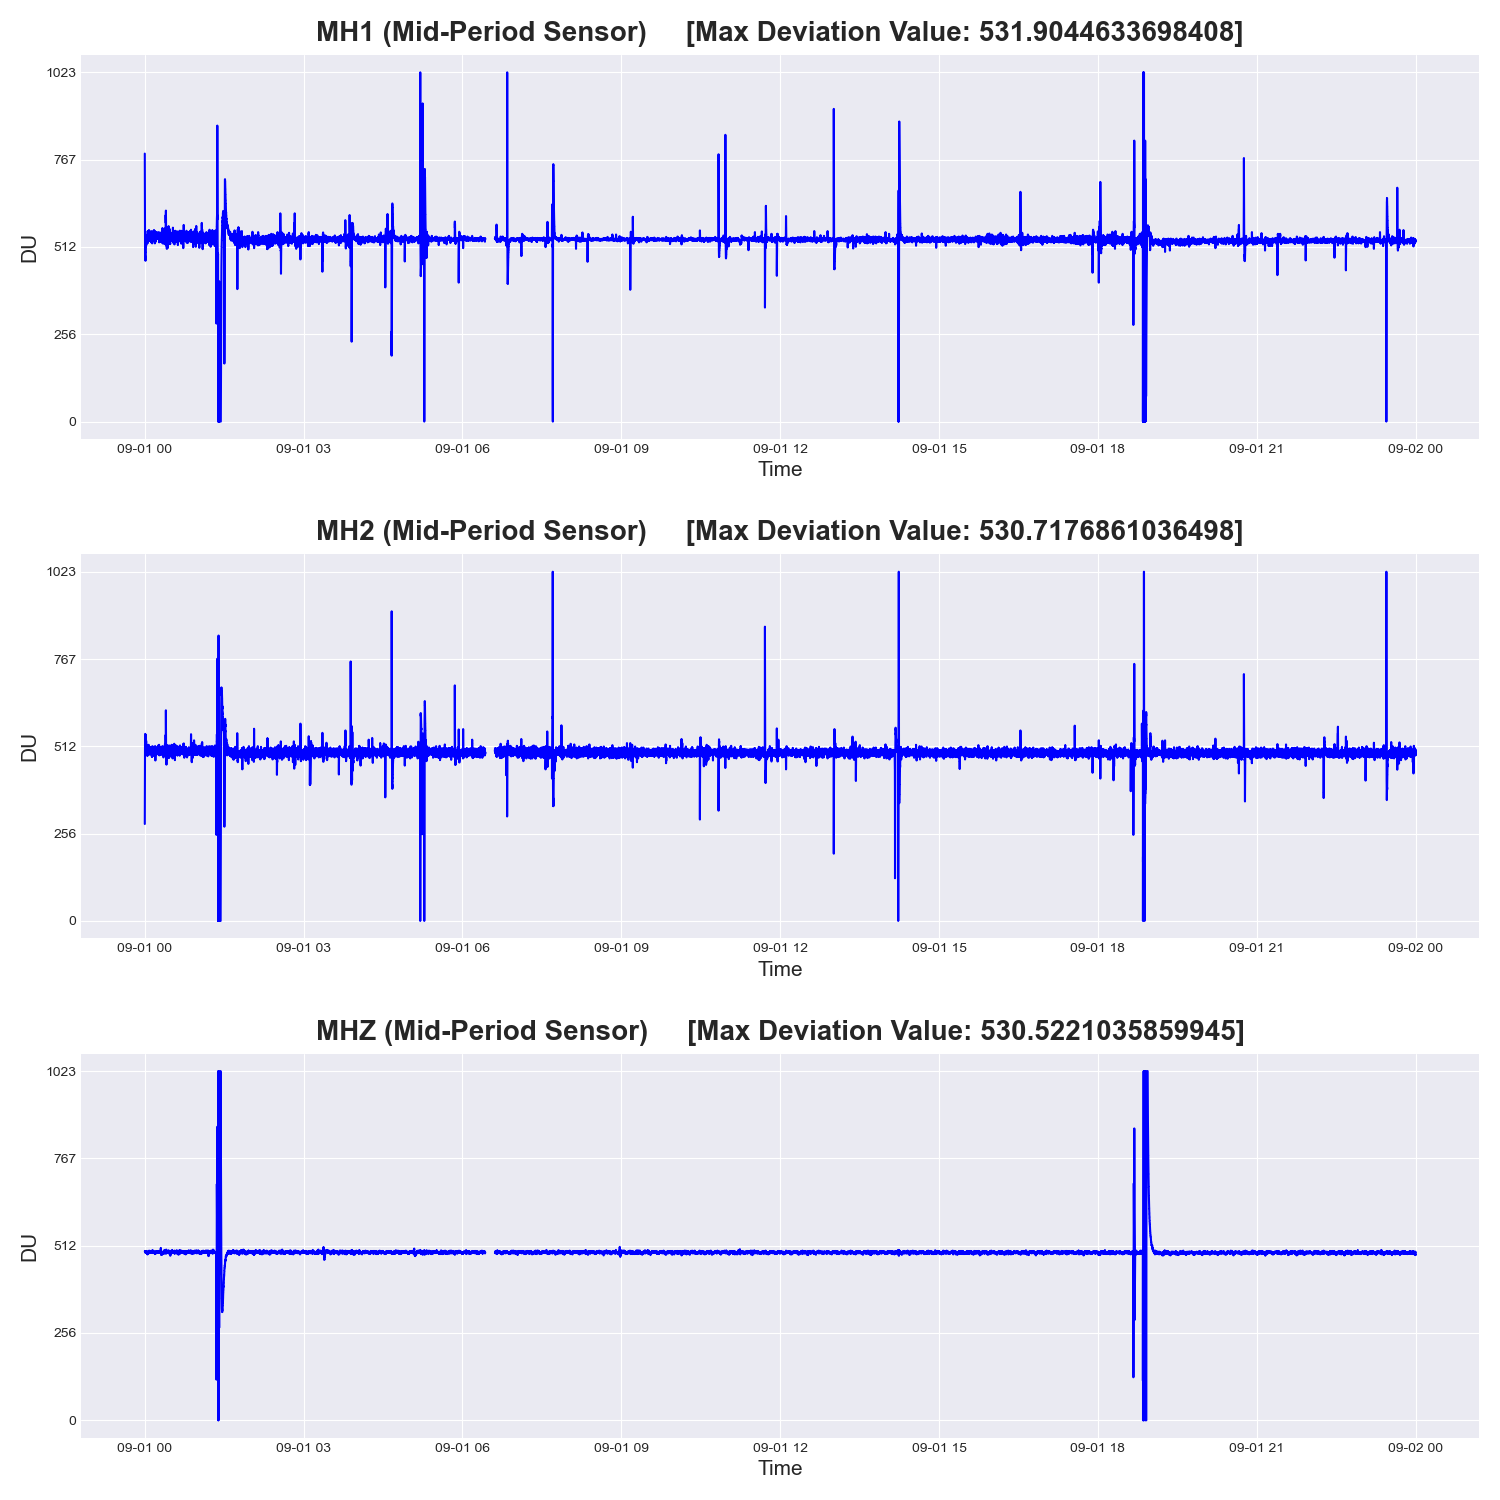 MH1 (Mid-Period Sensor) [Max Deviation Value: 531.9044633698408]
1023
767
512
256
0
DU
09-01 00 09-01 03 09-01 06 09-01 09 09-01 12 09-01 15 09-01 18 09-01 21 09-02 00
Time
MH2 (Mid-Period Sensor) [Max Deviation Value: 530.7176861036498]
1023
767
512
256
0
DU
09-01 00 09-01 03 09-01 06 09-01 09 09-01 12 09-01 15 09-01 18 09-01 21 09-02 00
Time
MHZ (Mid-Period Sensor) [Max Deviation Value: 530.5221035859945]
1023
767
512
256
0
DU
09-01 00 09-01 03 09-01 06 09-01 09 09-01 12 09-01 15 09-01 18 09-01 21 09-02 00
Time